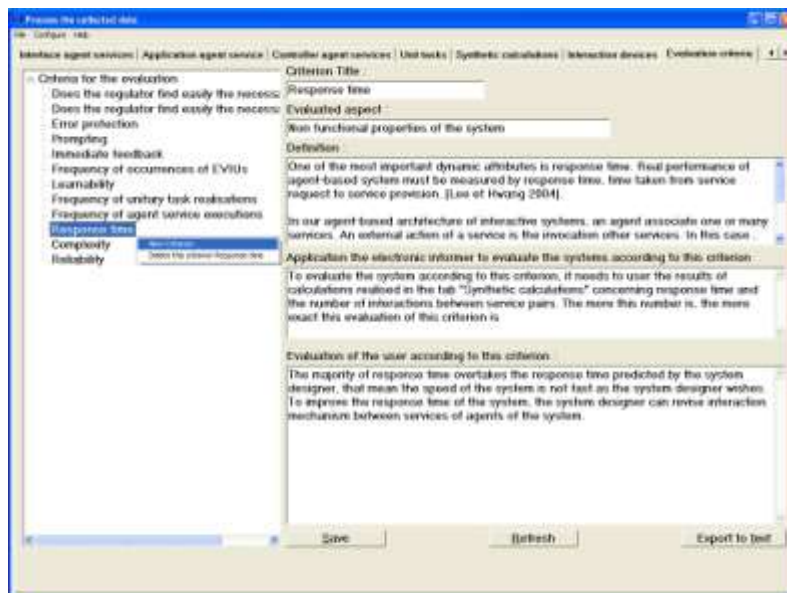 Process the collected data
File Configure Help
Interface agent services Application agent service Controller agent services Unit tasks Synthetic calculations Interaction devices Evaluation criteria
Criteria for the evaluation
Does the regulator find easily the necessa
Does the regulator find easily the necessa
Error protection
Prompting
Immediate feedback
Frequency of occurrences of EVIUs
Learnability
Frequency of unitary task realisations
Frequency of agent service executions
Response time
Complexity
Reliability
New Criterion
Delete the criterion Response time
Criterion Title :
Response time
Evaluated aspect :
Non functional properties of the system
Definition
One of the most important dynamic attributes is response time. Real performance of
agent-based system must be measured by response time, time taken from service
request to service provision. [Lee et Hwang 2004].
In our agent-based architecture of interactive systems, an agent associate one or many
services. An external action of a service is the invocation other services. In this case
Application the electronic informer to evaluate the systems according to this criterion
To evaluate the system according to this criterion, it needs to user the results of
calculations realised in the tab "Synthetic calculations" concerning response time and
the number of interactions between service pairs. The more this number is, the more
exact this evaluation of this criterion is
Evaluation of the user according to this criterion
The majority of response time overtakes the response time predicted by the system
designer, that mean the speed of the system is not fast as the system designer wishes.
To improve the response time of the system, the system designer can revise interaction
mechanism between services of agents of the system.
Save Refresh Export to text